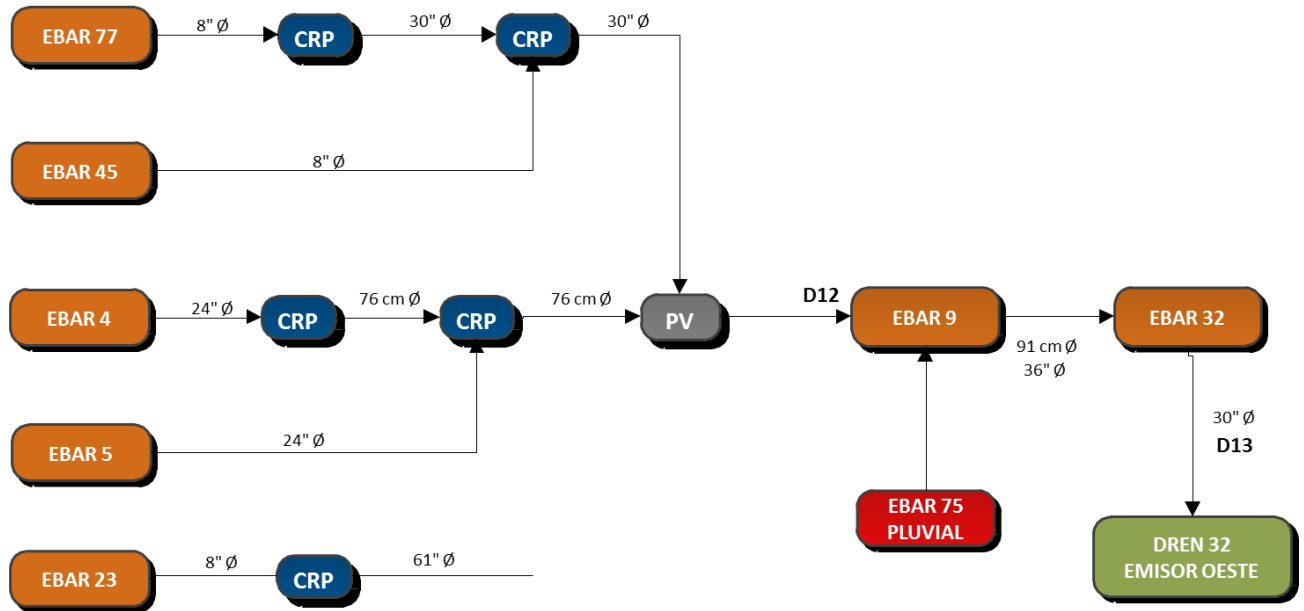 EBAR 77
8" Ø
CRP
30" Ø
CRP
30" Ø
EBAR 45
8" Ø
EBAR 4
24" Ø
CRP
76 cm Ø
CRP
76 cm Ø
PV
D12
EBAR 9
91 cm Ø
36" Ø
EBAR 32
EBAR 5
24" Ø
30" Ø
D13
EBAR 75
PLUVIAL
DREN 32
EMISOR OESTE
EBAR 23
8" Ø
CRP
61" Ø